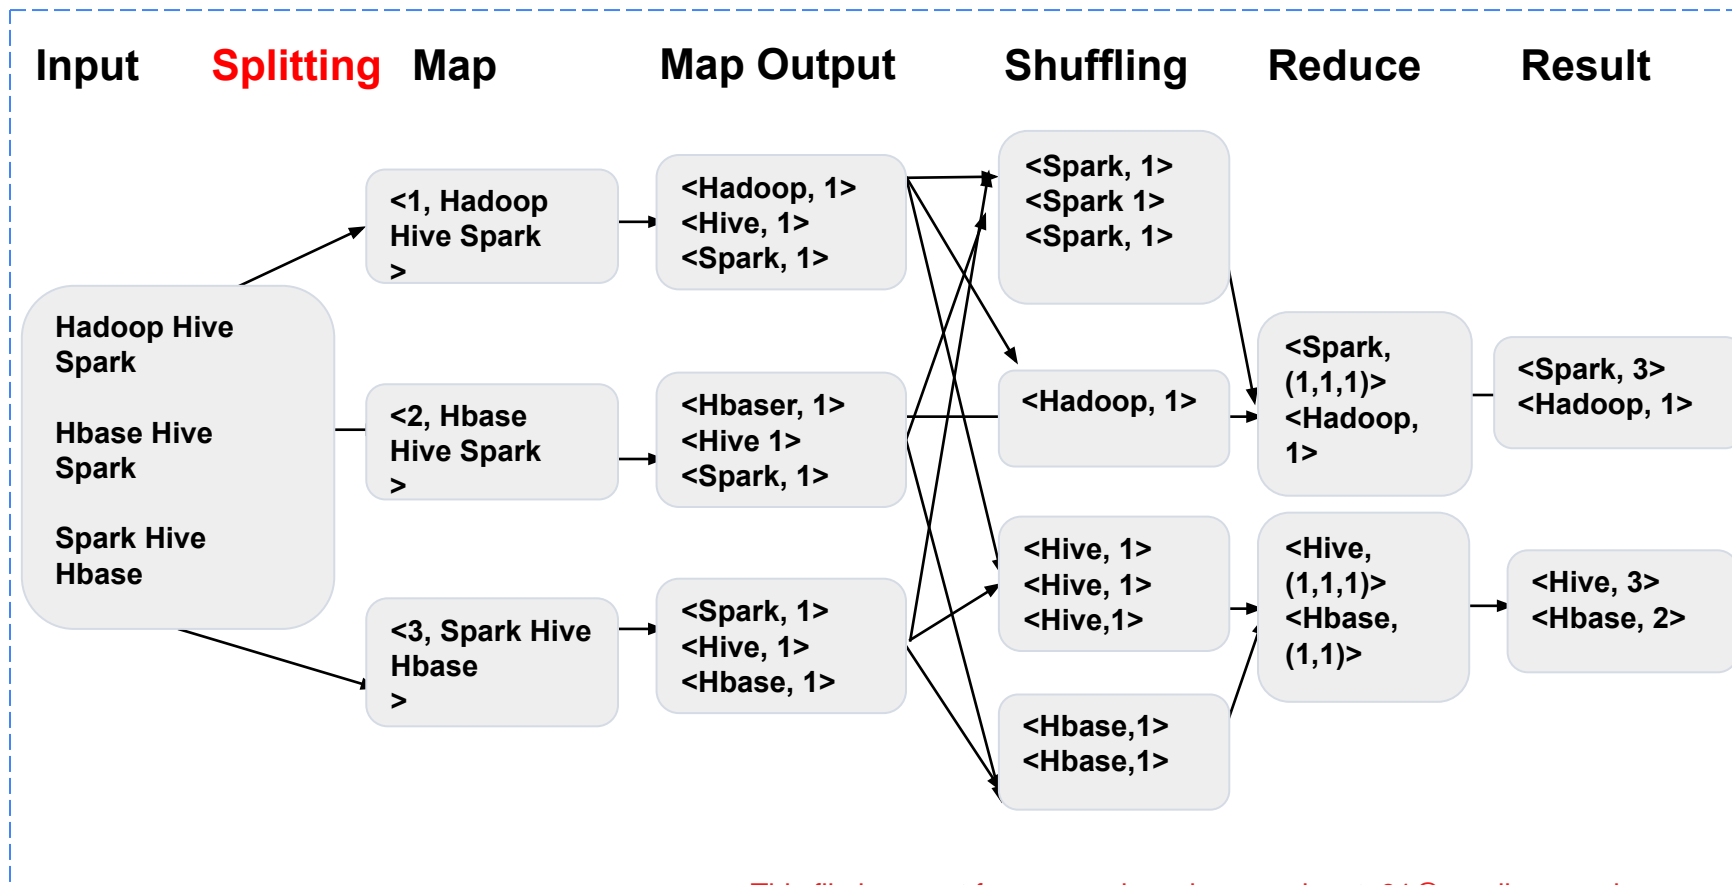 Input Splitting Map Map Output Shuffling Reduce Result
Hadoop Hive
Spark
Hbase Hive
Spark
Spark Hive
Hbase
<1, Hadoop
Hive Spark
>
<2, Hbase
Hive Spark
>
<3, Spark Hive
Hbase
>
<Hadoop, 1>
<Hive, 1>
<Spark, 1>
<Hbaser, 1>
<Hive 1>
<Spark, 1>
<Spark, 1>
<Hive, 1>
<Hbase, 1>
<Spark, 1>
<Spark 1>
<Spark, 1>
<Hadoop, 1>
<Hive, 1>
<Hive, 1>
<Hive,1>
<Hbase,1>
<Hbase,1>
<Spark,
(1,1,1)>
<Hadoop,
1>
<Hive,
(1,1,1)>
<Hbase,
(1,1)>
<Spark, 3>
<Hadoop, 1>
<Hive, 3>
<Hbase, 2>